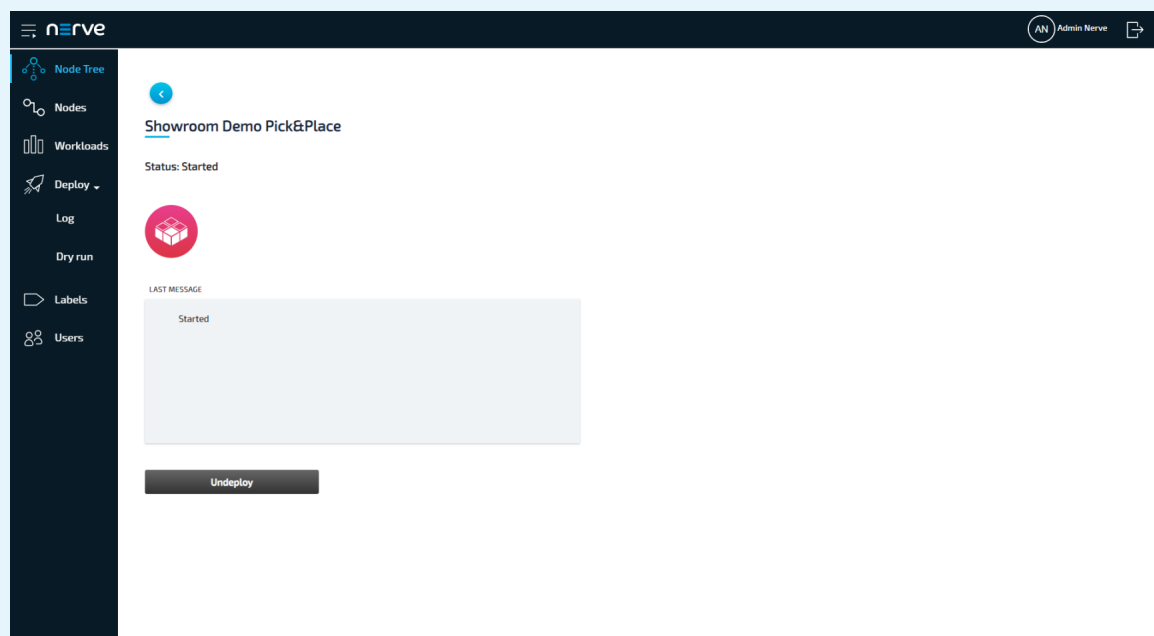 nerve
AN Admin Nerve
Node Tree
Nodes
Workloads
Deploy
Log
Dry run
Labels
Users
Showroom Demo Pick&Place
Status: Started
LAST MESSAGE
Started
Undeploy